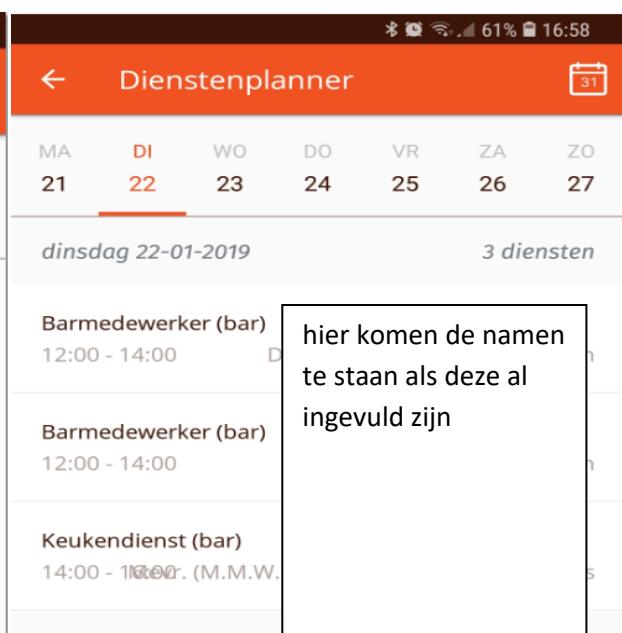 61% 16:58
Dienstenplanner 31
MA DI WO DO VR ZA ZO
21 22 23 24 25 26 27
dinsdag 22-01-2019 3 diensten
Barmedewerker (bar)
12:00 - 14:00 D n
hier komen de namen
te staan als deze al
ingevuld zijn
Barmedewerker (bar)
12:00 - 14:00 n
Keukendienst (bar)
14:00 - (M.M.W. s